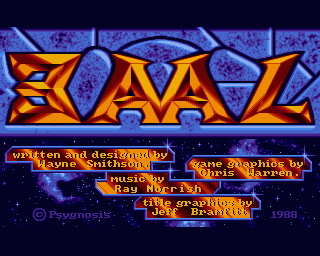 BAAL
written and designed by
Wayne Smithson.
game graphics by
Chris Warren.
music by
Ray Norrish
title graphics by
Jeff Bramfitt
© Psygnosis 1988